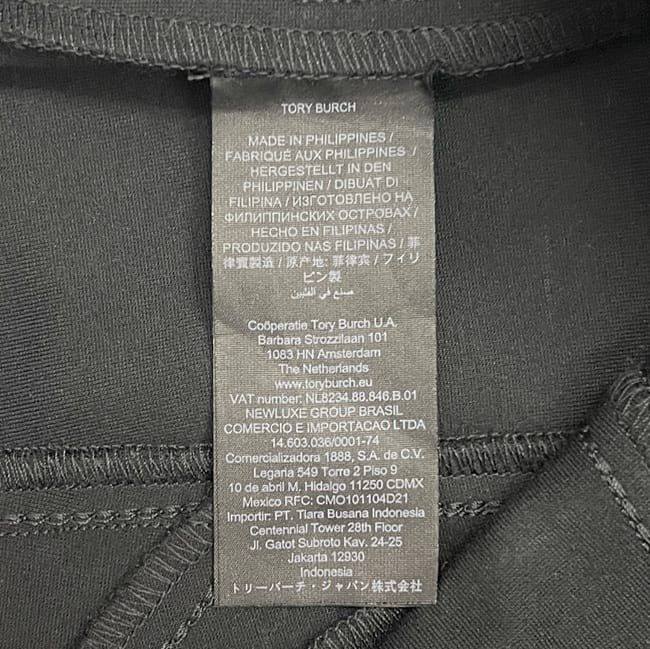 TORY BURCH
MADE IN PHILIPPINES /
FABRIQUÉ AUX PHILIPPINES /
HERGESTELLT IN DEN
PHILIPPINEN / DIBUAT DI
FILIPINA / ИЗГОТОВЛЕНО НА
ФИЛИППИНСКИХ ОСТРОВАХ /
HECHO EN FILIPINAS /
PRODUZIDO NAS FILIPINAS / 菲
律賓製造 / 原产地: 菲律宾 / フィリ
ピン製
صنع في الفلبين
Coöperatie Tory Burch U.A.
Barbara Strozzilaan 101
1083 HN Amsterdam
The Netherlands
www.toryburch.eu
VAT number: NL8234.88.846.B.01
NEWLUXE GROUP BRASIL
COMERCIO E IMPORTACAO LTDA
14.603.036/0001-74
Comercializadora 1888, S.A. de C.V.
Legaria 549 Torre 2 Piso 9
10 de abril M. Hidalgo 11250 CDMX
Mexico RFC: CMO101104D21
Importir: PT. Tiara Busana Indonesia
Centennial Tower 28th Floor
Jl. Gatot Subroto Kav. 24-25
Jakarta 12930
Indonesia
トリーバーチ・ジャパン株式会社